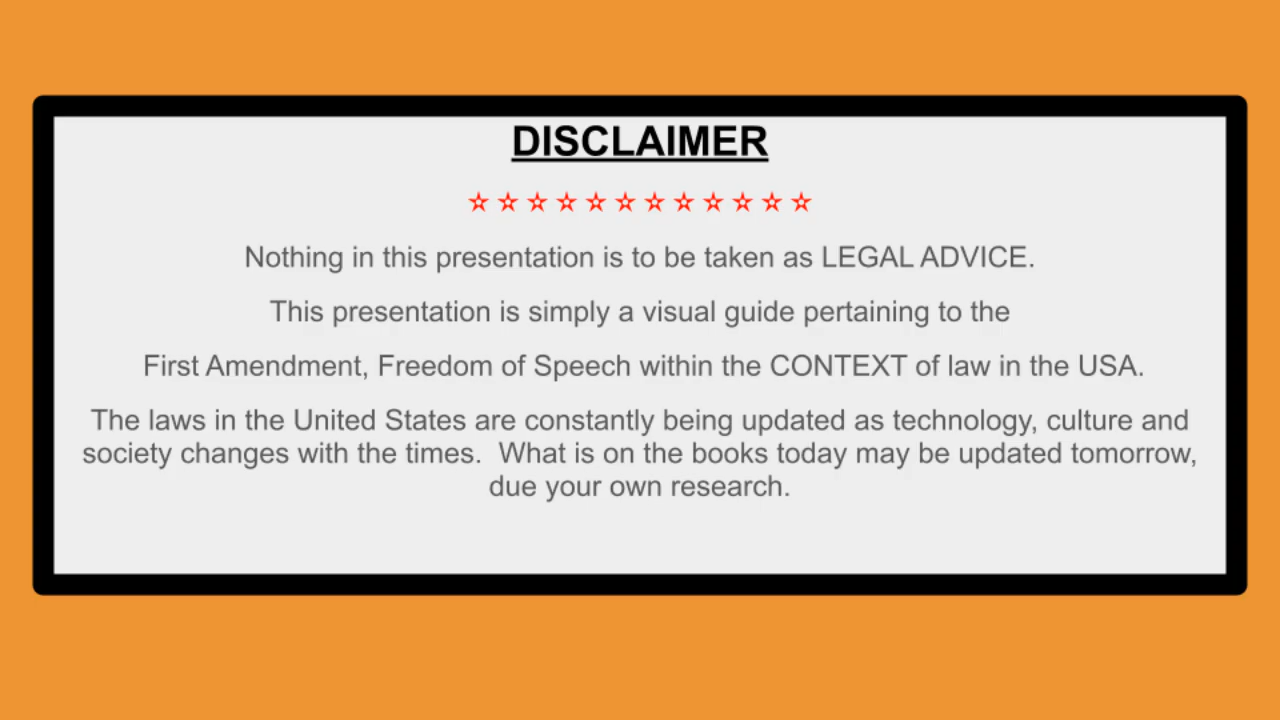 DISCLAIMER
☆ ☆ ☆ ☆ ☆ ☆ ☆ ☆ ☆ ☆ ☆ ☆
Nothing in this presentation is to be taken as LEGAL ADVICE.
This presentation is simply a visual guide pertaining to the
First Amendment, Freedom of Speech within the CONTEXT of law in the USA.
The laws in the United States are constantly being updated as technology, culture and
society changes with the times.  What is on the books today may be updated tomorrow,
due your own research.